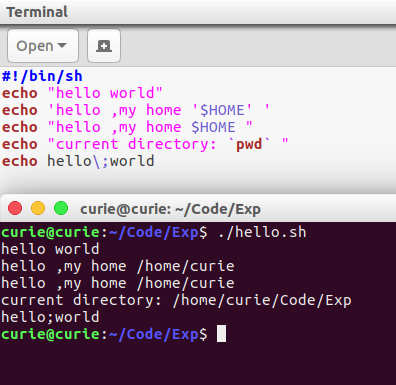 Terminal
Open
#!/bin/sh
echo "hello world"
echo 'hello ,my home '$HOME' '
echo "hello ,my home $HOME "
echo "current directory: `pwd` "
echo hello\;world
curie@curie: ~/Code/Exp
curie@curie:~/Code/Exp$ ./hello.sh
hello world
hello ,my home /home/curie
hello ,my home /home/curie
current directory: /home/curie/Code/Exp
hello;world
curie@curie:~/Code/Exp$